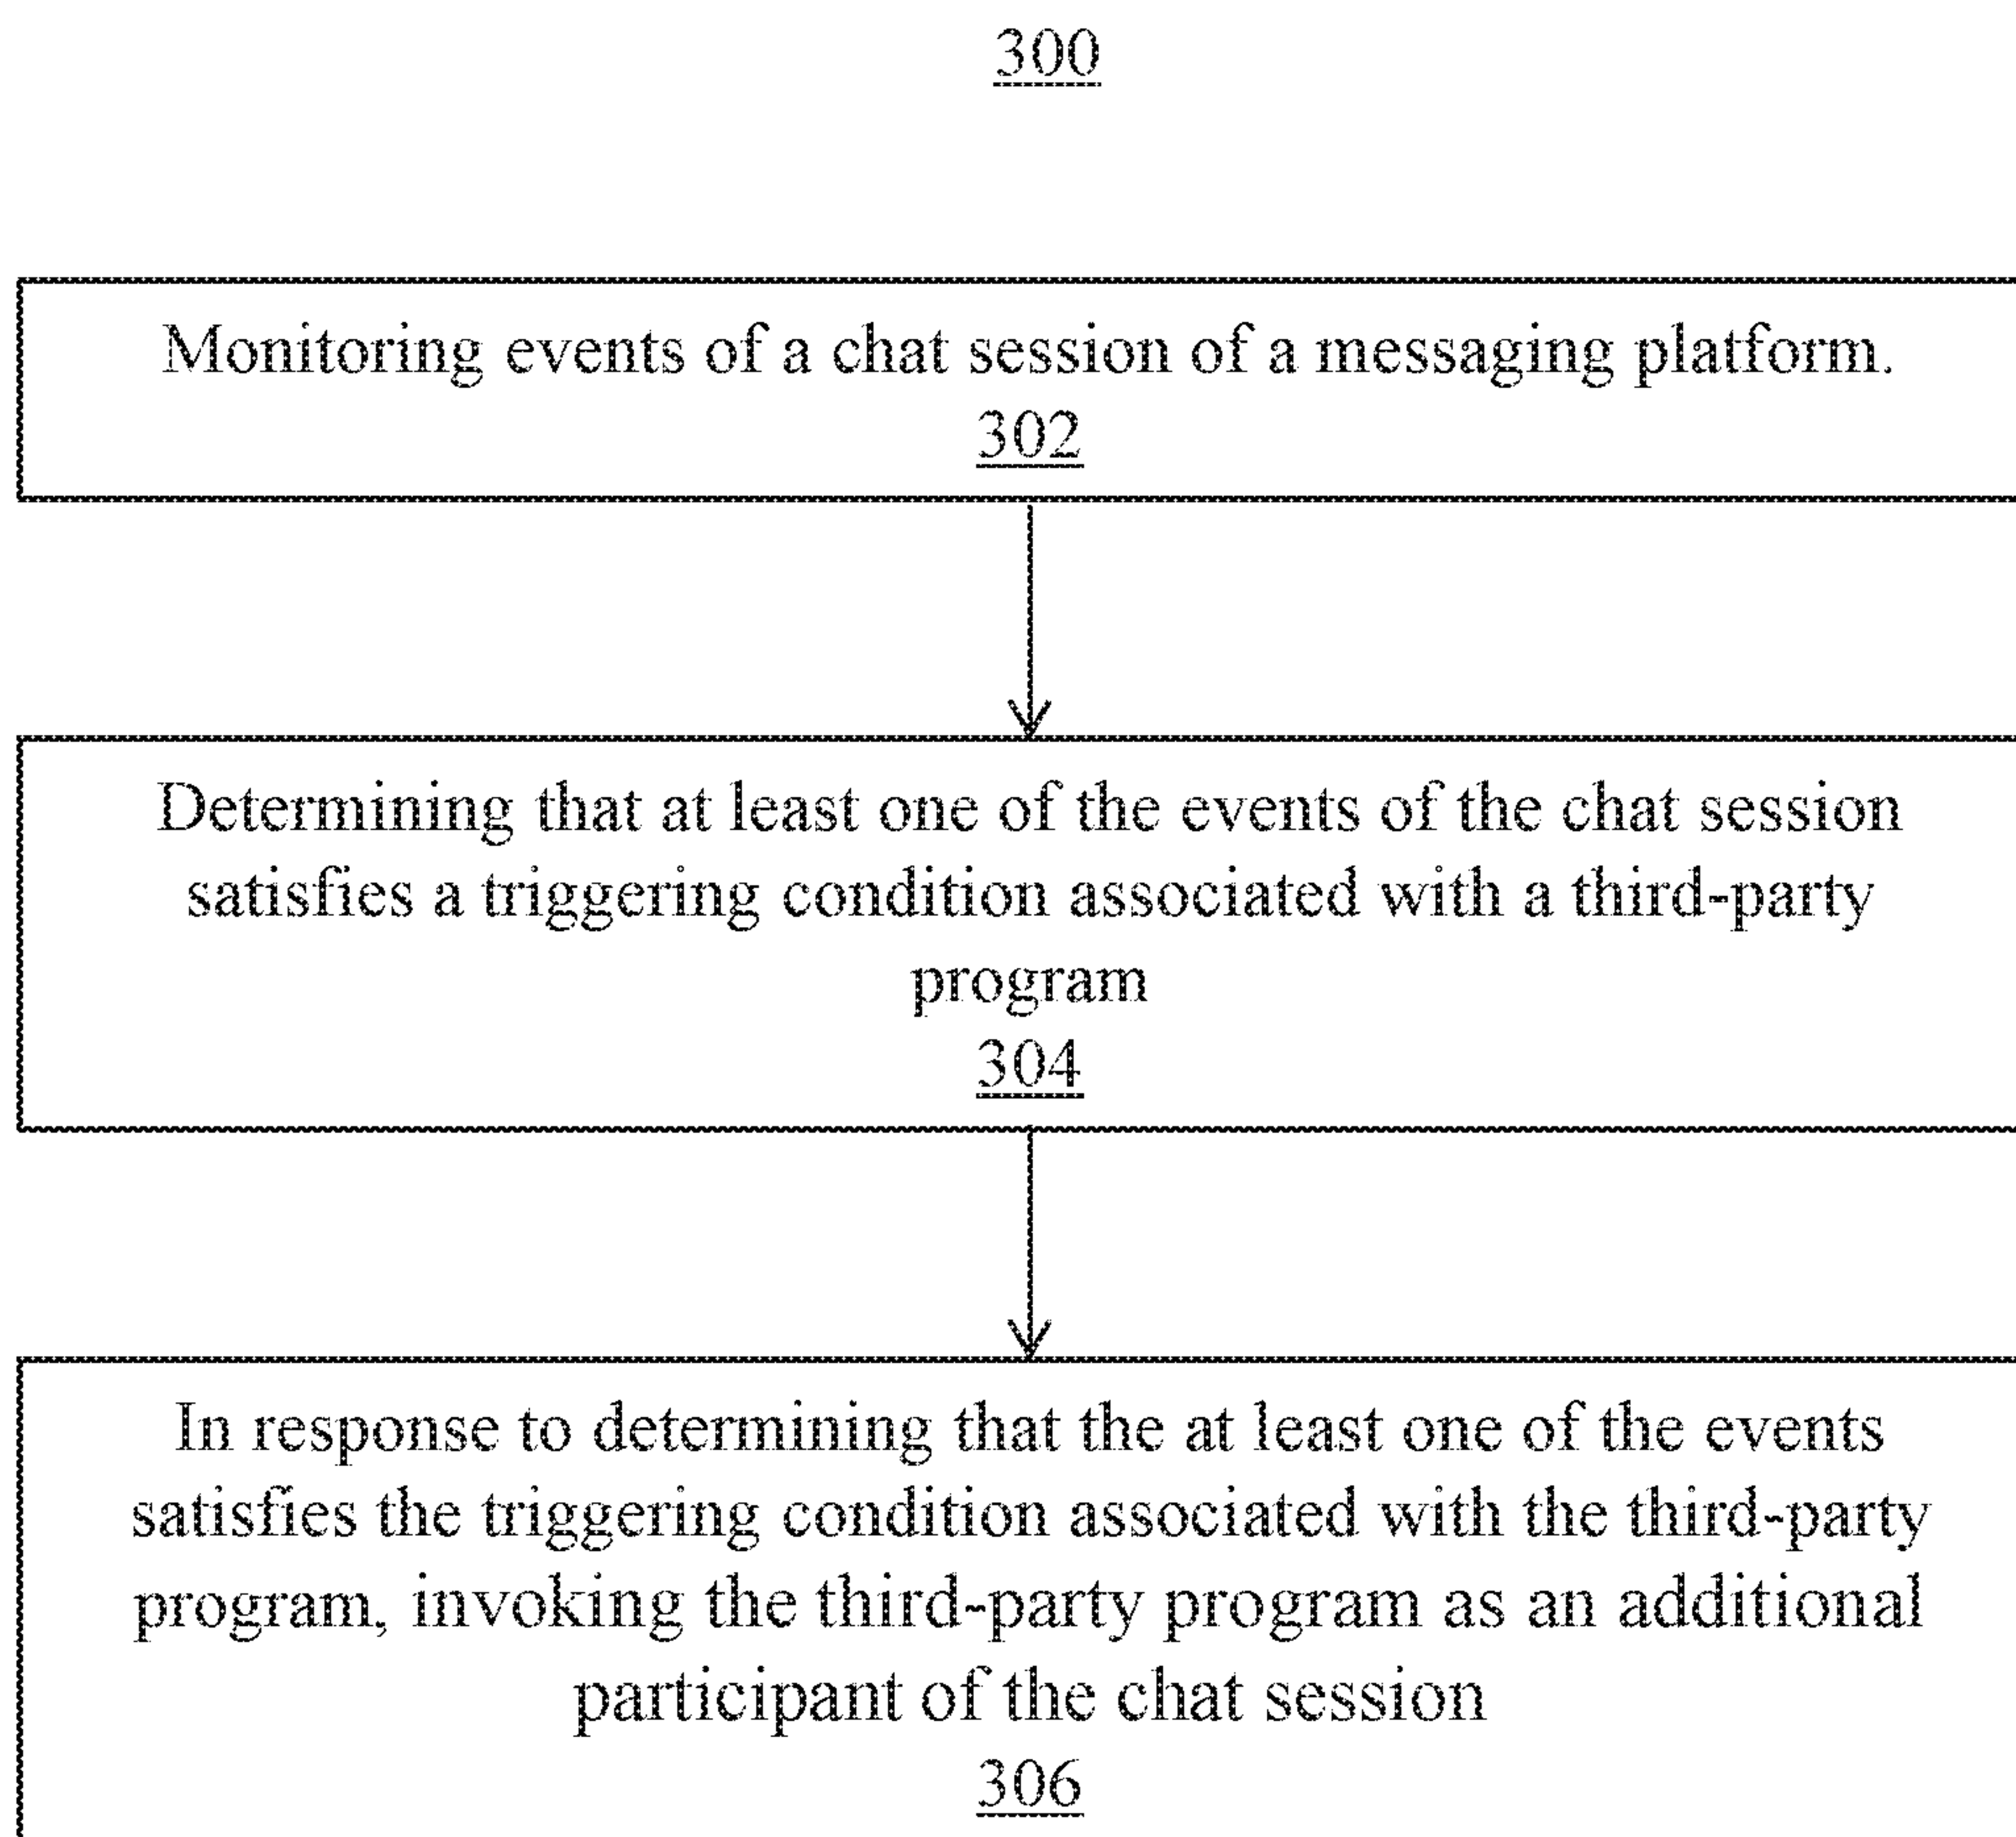 300
Monitoring events of a chat session of a messaging platform.
302
Determining that at least one of the events of the chat session
satisfies a triggering condition associated with a third-party
program
304
In response to determining that the at least one of the events
satisfies the triggering condition associated with the third-party
program, invoking the third-party program as an additional
participant of the chat session
306